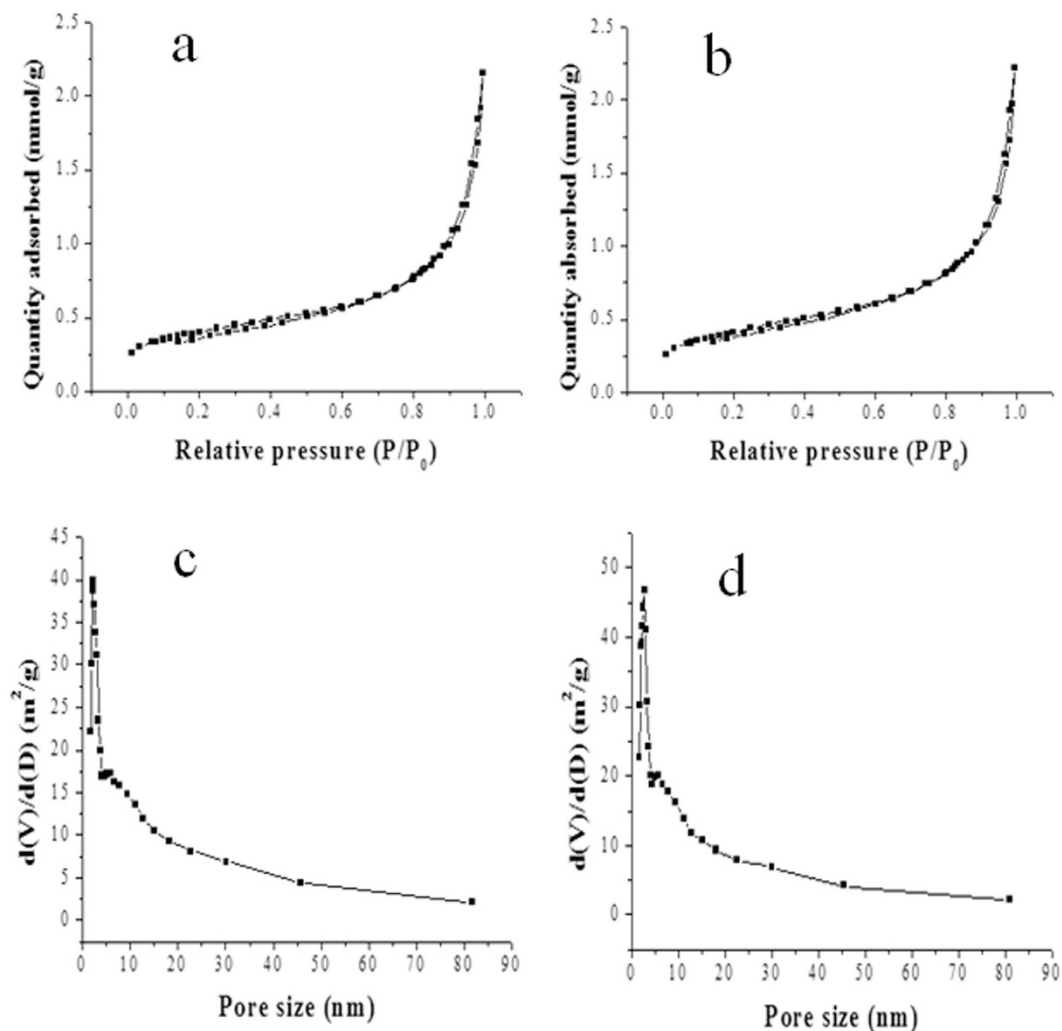 a
2.5
2.0
1.5
1.0
0.5
0.0
Quantity adsorbed (mmol/g)
0.0 0.2 0.4 0.6 0.8 1.0
Relative pressure (P/P₀)
b
2.5
2.0
1.5
1.0
0.5
0.0
Quantity absorbed (mmol/g)
0.0 0.2 0.4 0.6 0.8 1.0
Relative pressure (P/P₀)
c
45
40
35
30
25
20
15
10
5
0
d(V)/d(D) (m²/g)
0 10 20 30 40 50 60 70 80 90
Pore size (nm)
d
50
40
30
20
10
0
d(V)/d(D) (m²/g)
0 10 20 30 40 50 60 70 80 90
Pore size (nm)